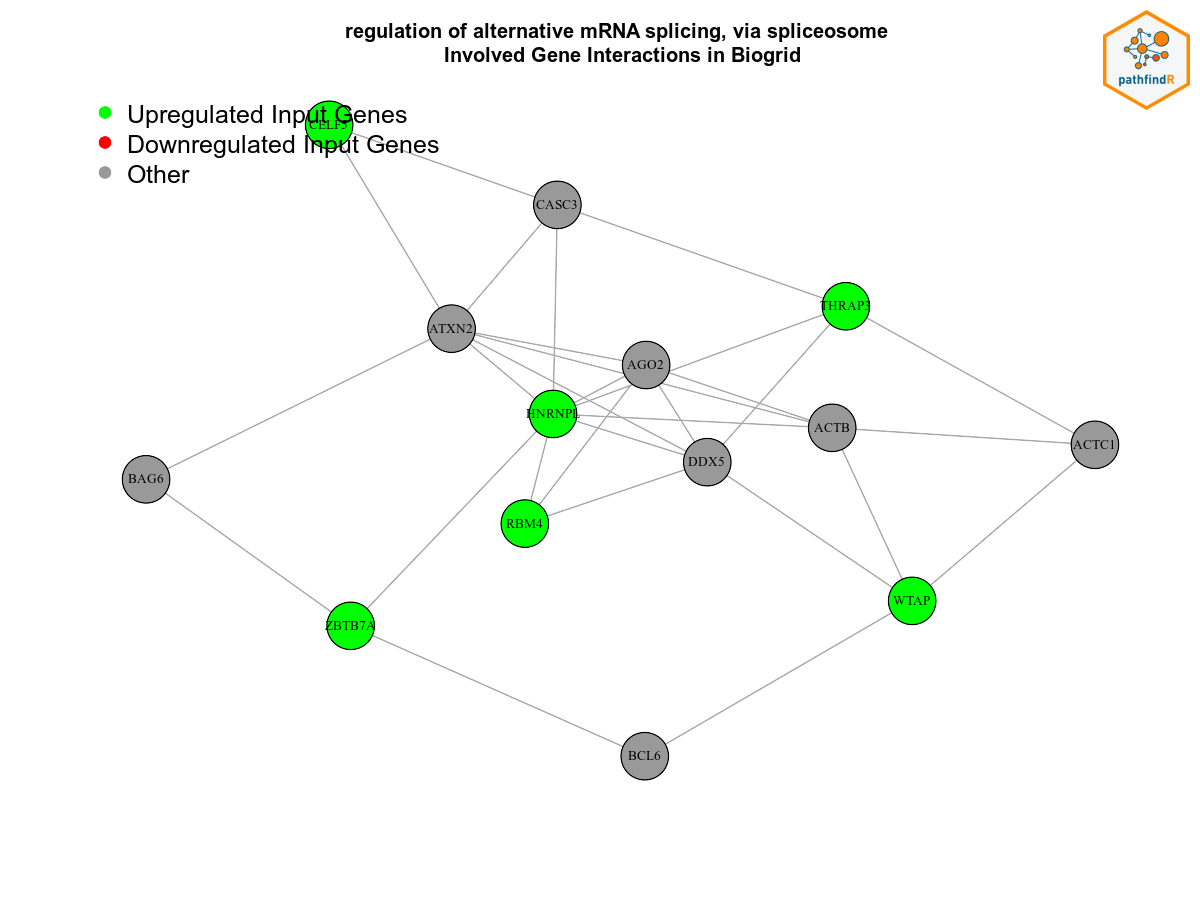 regulation of alternative mRNA splicing, via spliceosome
Involved Gene Interactions in Biogrid
pathfindR
Upregulated Input Genes
Downregulated Input Genes
Other
CELF5
CASC3
THRAP3
ATXN2
AGO2
HNRNPL
ACTB
ACTC1
DDX5
BAG6
RBM4
WTAP
ZBTB7A
BCL6